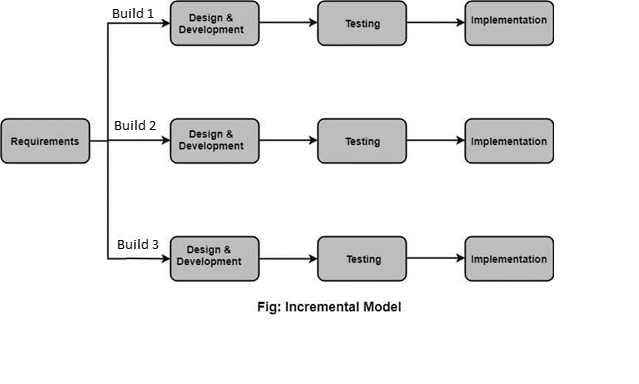 Build 1
Design &
Development
Testing
Implementation
Requirements
Build 2
Design &
Development
Testing
Implementation
Build 3
Design &
Development
Testing
Implementation
Fig: Incremental Model